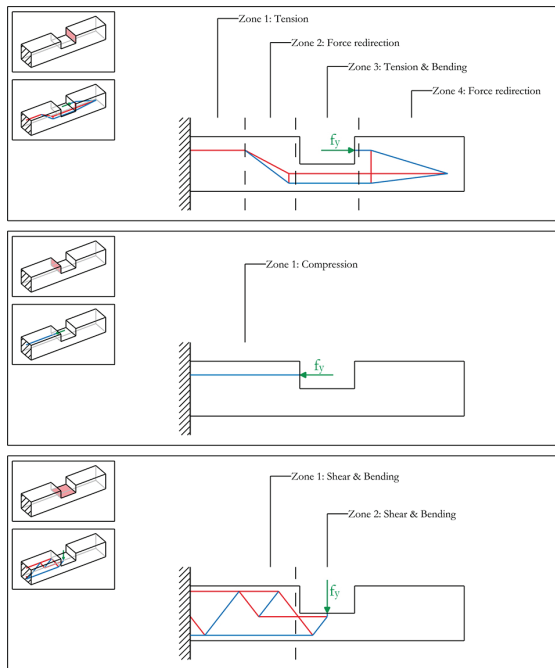 Zone 1: Tension
Zone 2: Force redirection
Zone 3: Tension & Bending
Zone 4: Force redirection
fy
Zone 1: Compression
fy
Zone 1: Shear & Bending
Zone 2: Shear & Bending
fy